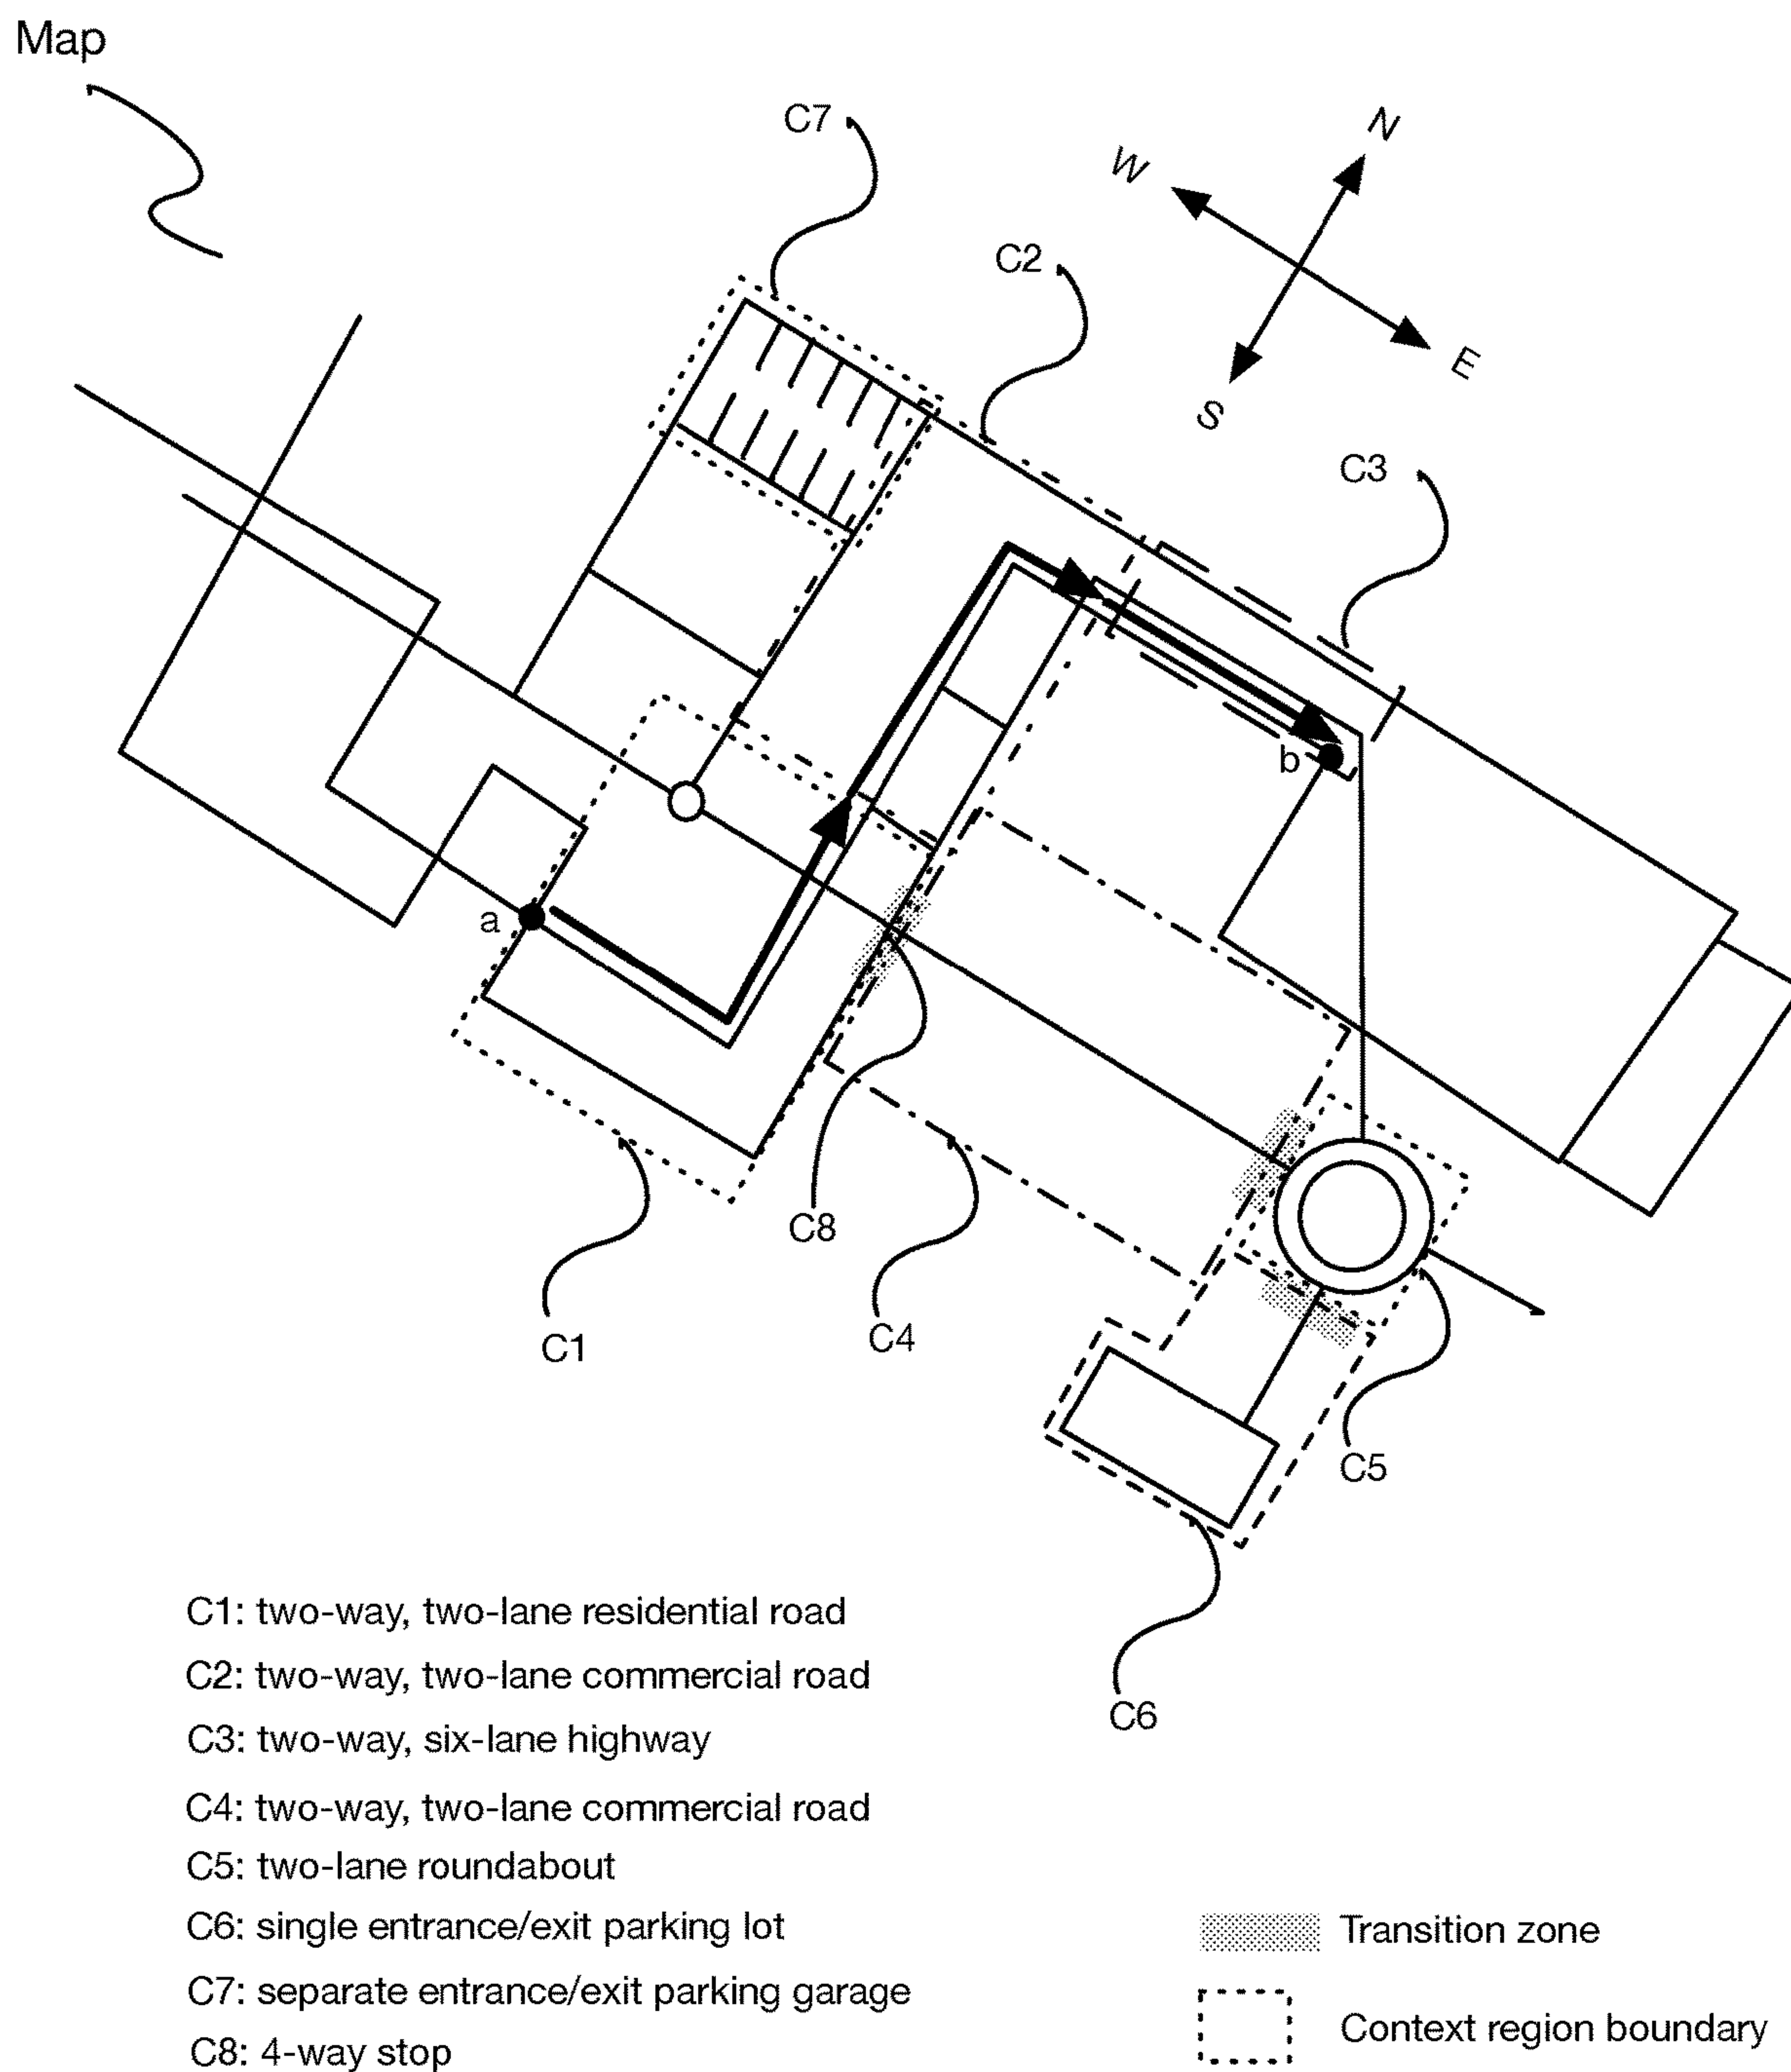 Map
C7
N
W
C2
E
S
C3
b
a
C8
C1
C4
C5
C6
C1: two-way, two-lane residential road
C2: two-way, two-lane commercial road
C3: two-way, six-lane highway
C4: two-way, two-lane commercial road
C5: two-lane roundabout
C6: single entrance/exit parking lot
C7: separate entrance/exit parking garage
C8: 4-way stop
Transition zone
Context region boundary